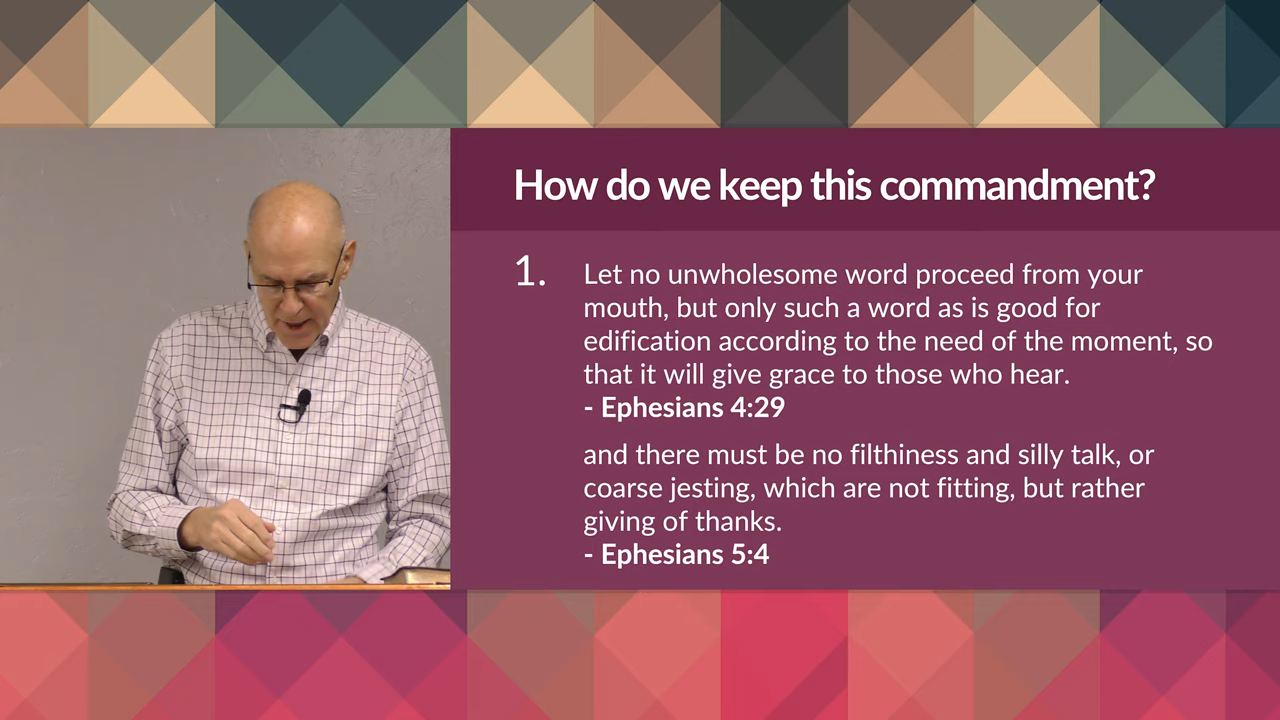 How do we keep this commandment?
1. Let no unwholesome word proceed from your
mouth, but only such a word as is good for
edification according to the need of the moment, so
that it will give grace to those who hear.
- Ephesians 4:29
and there must be no filthiness and silly talk, or
coarse jesting, which are not fitting, but rather
giving of thanks.
- Ephesians 5:4